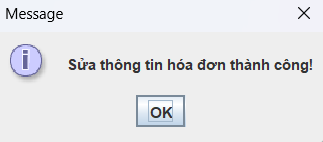 Message
Sửa thông tin hóa đơn thành công!
OK